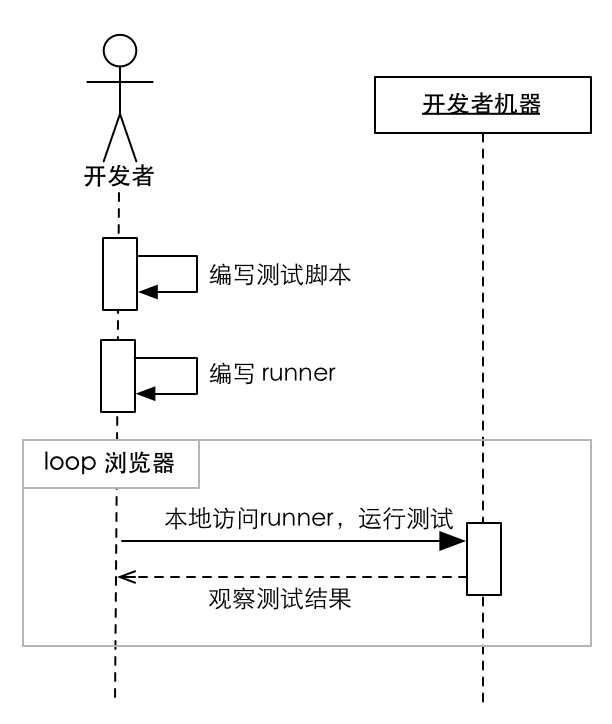 开发者机器
开发者
编写测试脚本
编写 runner
loop 浏览器
本地访问runner，运行测试
观察测试结果